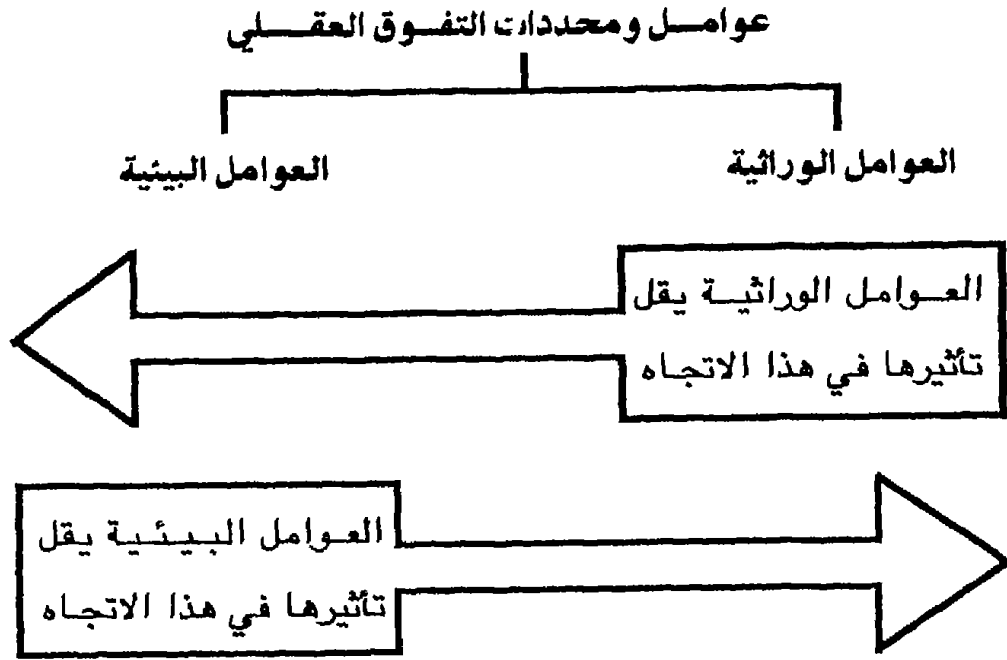 عوامل ومحددات التفوق العقلي
العوامل الوراثية
العوامل البيئية
العوامل الوراثية يقل
تأثيرها في هذا الاتجاه
العوامل البيئية يقل
تأثيرها في هذا الاتجاه